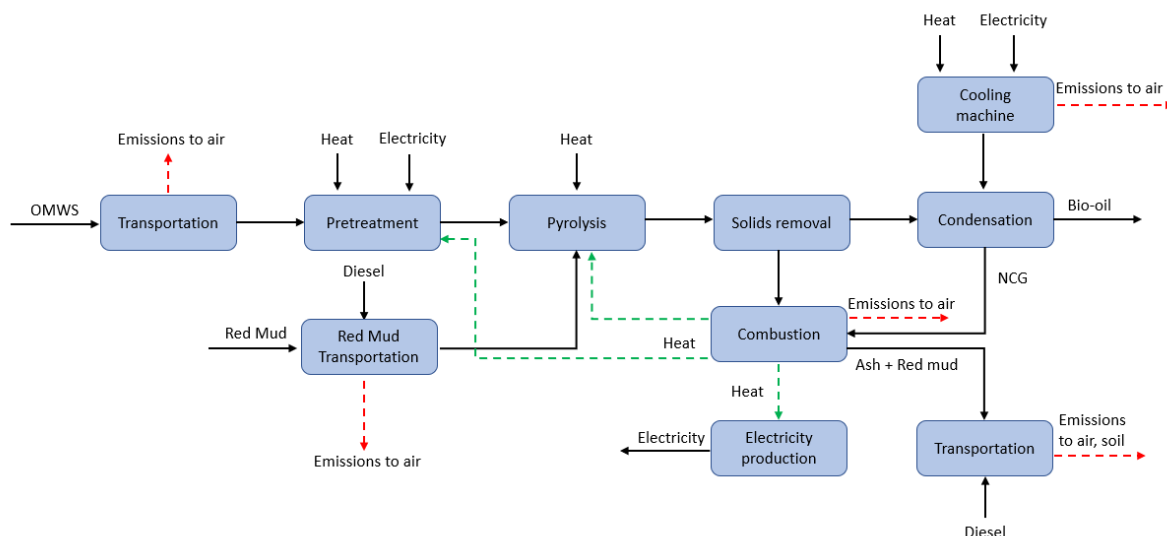 Heat
Electricity
Cooling
machine
Emissions to air
Emissions to air
Heat
Electricity
Heat
OMWS
Transportation
Pretreatment
Pyrolysis
Solids removal
Condensation
Bio-oil
Diesel
NCG
Red Mud
Red Mud
Transportation
Heat
Combustion
Emissions to air
Ash + Red mud
Heat
Emissions to air
Electricity
Electricity
production
Transportation
Emissions
to air, soil
Diesel